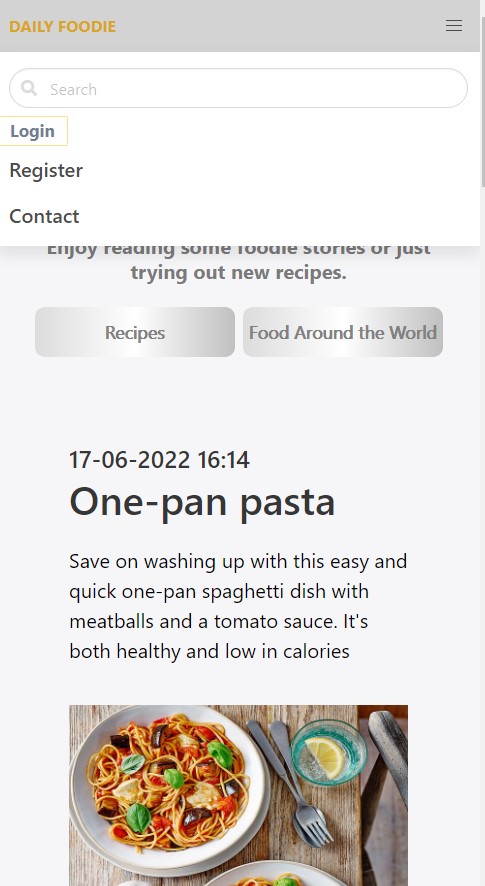 DAILY FOODIE
Search
Login
Register
Contact
Enjoy reading some foodie stories or just
trying out new recipes.
Recipes
Food Around the World
17-06-2022 16:14
One-pan pasta
Save on washing up with this easy and
quick one-pan spaghetti dish with
meatballs and a tomato sauce. It's
both healthy and low in calories